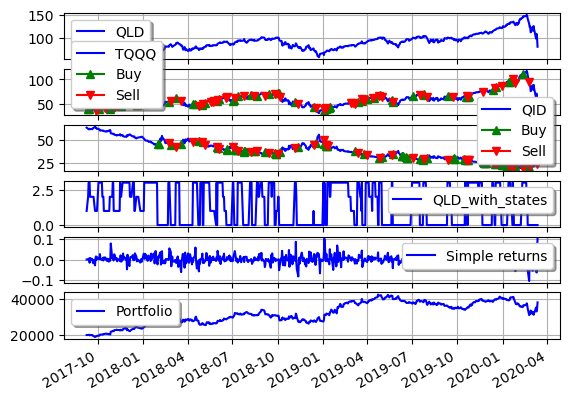 150
100
QLD
TQQQ
Buy
Sell
100
50
QID
Buy
Sell
50
25
2.5
0.0
QLD_with_states
0.1
0.0
−0.1
Simple returns
40000
20000
Portfolio
2017-10
2018-01
2018-04
2018-07
2018-10
2019-01
2019-04
2019-07
2019-10
2020-01
2020-04